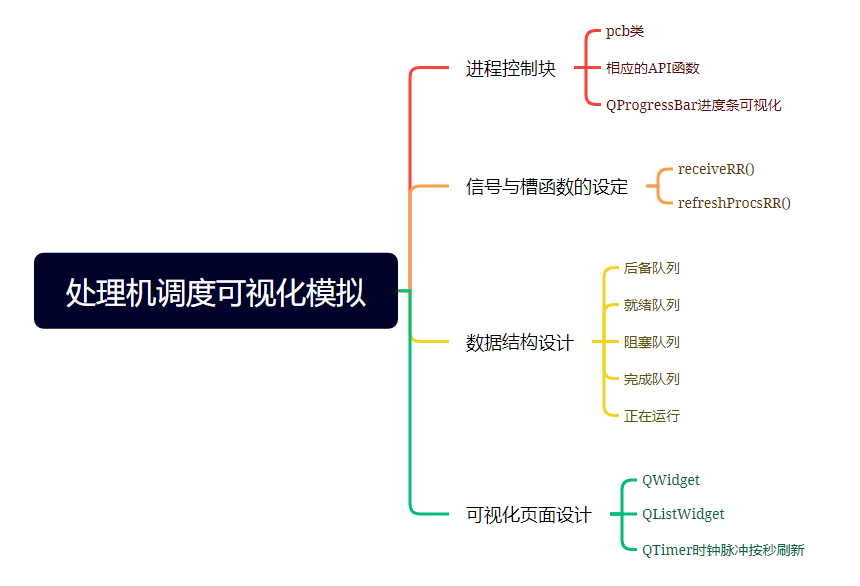 处理机调度可视化模拟
进程控制块
pcb类
相应的API函数
QProgressBar进度条可视化
信号与槽函数的设定
receiveRR()
refreshProcsRR()
数据结构设计
后备队列
就绪队列
阻塞队列
完成队列
正在运行
可视化页面设计
QWidget
QListWidget
QTimer时钟脉冲按秒刷新